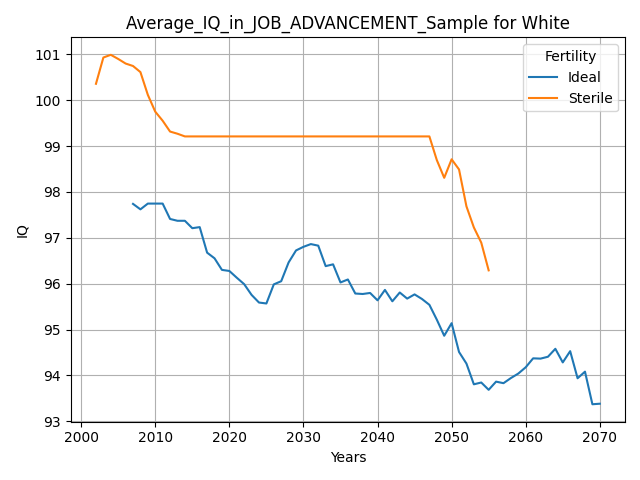 Average_IQ_in_JOB_ADVANCEMENT_Sample for White
Fertility
Ideal
Sterile
101
100
99
98
97
96
95
94
93
IQ
2000 2010 2020 2030 2040 2050 2060 2070
Years